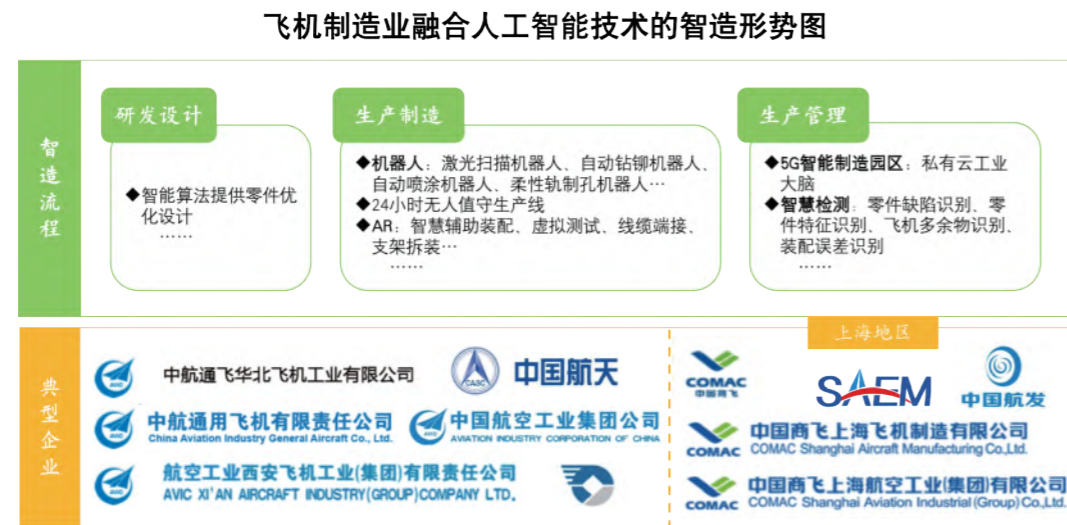 飞机制造业融合人工智能技术的智造形势图
智造流程
研发设计
◆智能算法提供零件优
化设计
……
生产制造
◆机器人：激光扫描机器人、自动钻铆机器人、
自动喷涂机器人、柔性轨制孔机器人…
◆24小时无人值守生产线
◆AR：智慧辅助装配、虚拟测试、线缆端接、
支架拆装…
……
生产管理
◆5G智能制造园区：私有云工业
大脑
◆智慧检测：零件缺陷识别、零
件特征识别、飞机多余物识别、
装配误差识别
……
典型企业
AVIC
中航通飞华北飞机工业有限公司
CASC
中国航天
AVIC
中航通用飞机有限责任公司
China Aviation Industry General Aircraft Co., Ltd.
AVIC
中国航空工业集团公司
AVIATION INDUSTRY CORPORATION OF CHINA
AVIC
航空工业西安飞机工业(集团)有限责任公司
AVIC XI'AN AIRCRAFT INDUSTRY(GROUP)COMPANY LTD.
上海地区
COMAC
中国商飞
SAEM
中国航发
COMAC
中国商飞上海飞机制造有限公司
COMAC Shanghai Aircraft Manufacturing Co.,Ltd.
COMAC
中国商飞上海航空工业(集团)有限公司
COMAC Shanghai Aviation Industrial(Group)Co.,Ltd.